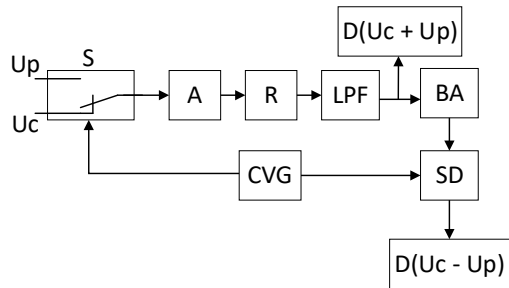 D(Uc + Up)
Up
S
A
R
LPF
BA
Uc
CVG
SD
D(Uc - Up)